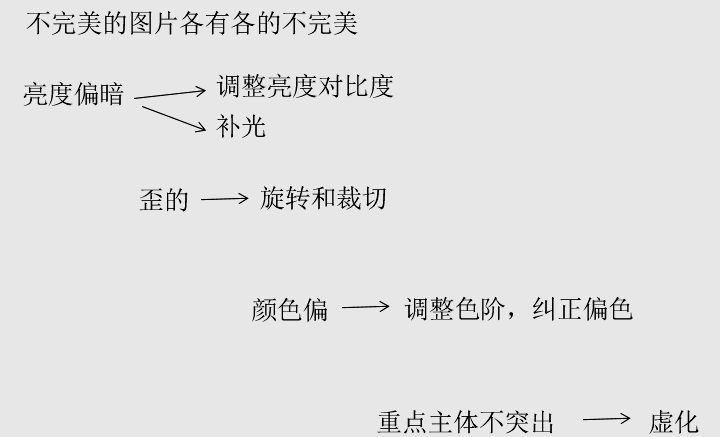 不完美的图片各有各的不完美
亮度偏暗
调整亮度对比度
补光
歪的
旋转和裁切
颜色偏
调整色阶，纠正偏色
重点主体不突出
虚化